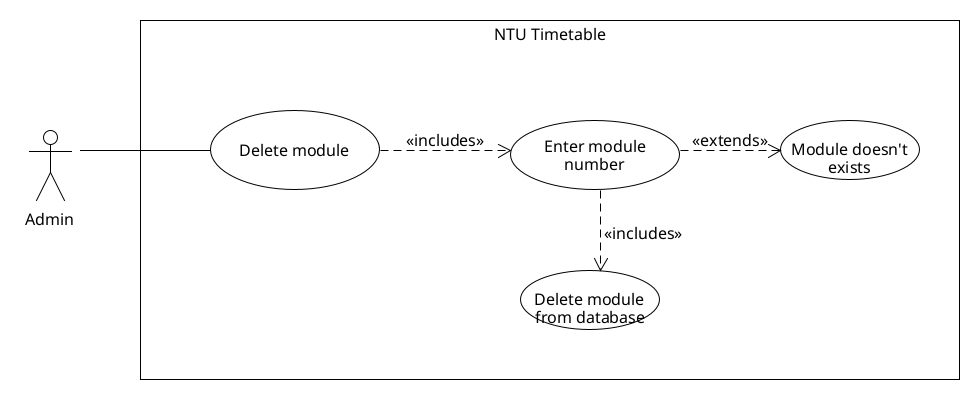 NTU Timetable
Delete module
«includes»
Enter module
number
«extends»
Module doesn't
exists
Admin
«includes»
Delete module
from database